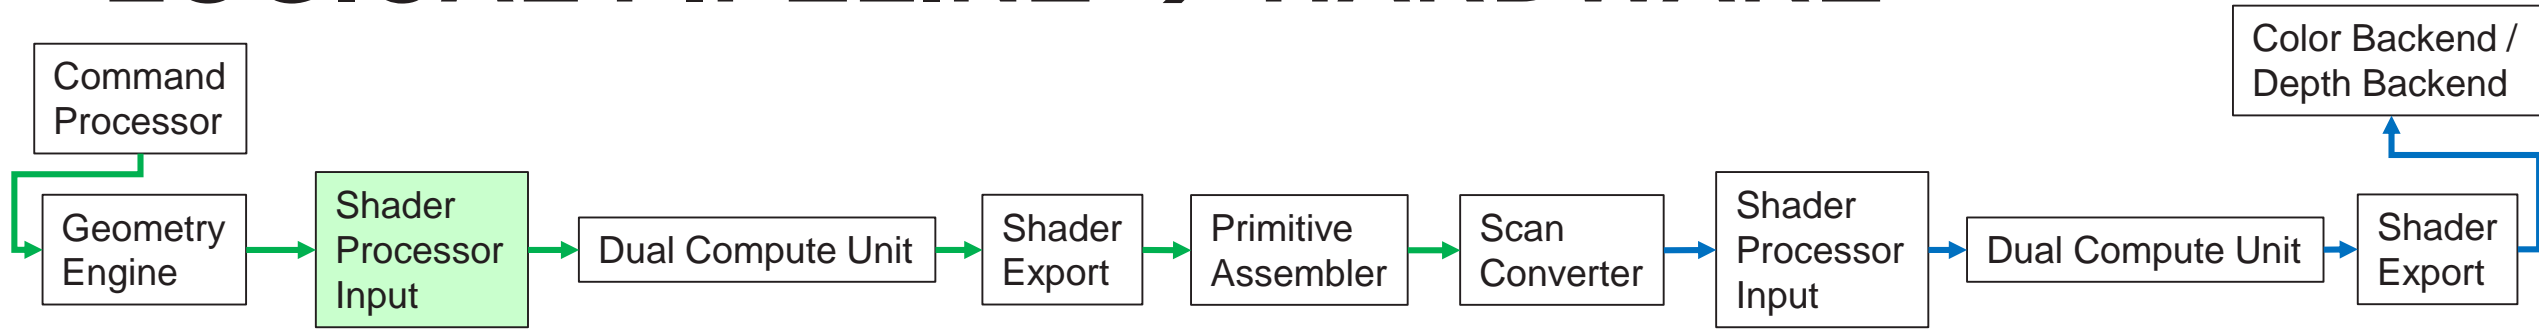 Command
Processor
Geometry
Engine
Shader
Processor
Input
Dual Compute Unit
Shader
Export
Primitive
Assembler
Scan
Converter
Shader
Processor
Input
Dual Compute Unit
Shader
Export
Color Backend /
Depth Backend